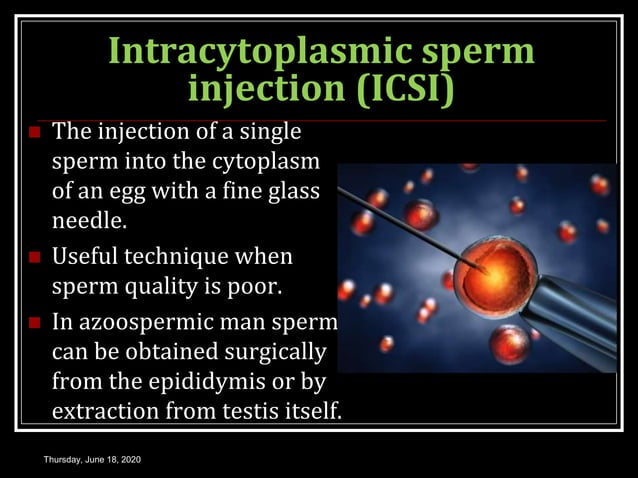 Intracytoplasmic sperm
injection (ICSI)
The injection of a single
sperm into the cytoplasm
of an egg with a fine glass
needle.
Useful technique when
sperm quality is poor.
In azoospermic man sperm
can be obtained surgically
from the epididymis or by
extraction from testis itself.
Thursday, June 18, 2020